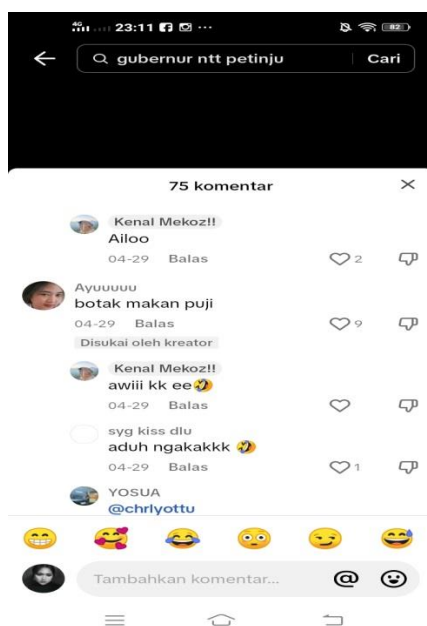 4G 23:11 82
gubernur ntt petinju Cari
75 komentar
Kenal Mekoz!!
Ailoo
04-29 Balas 2
Ayuuuuu
botak makan puji
04-29 Balas 9
Disukai oleh kreator
Kenal Mekoz!!
awiii kk ee🤣
04-29 Balas
syg kiss dlu
aduh ngakakkk 🤣
04-29 Balas 1
YOSUA
@chrlyottu
Tambahkan komentar...